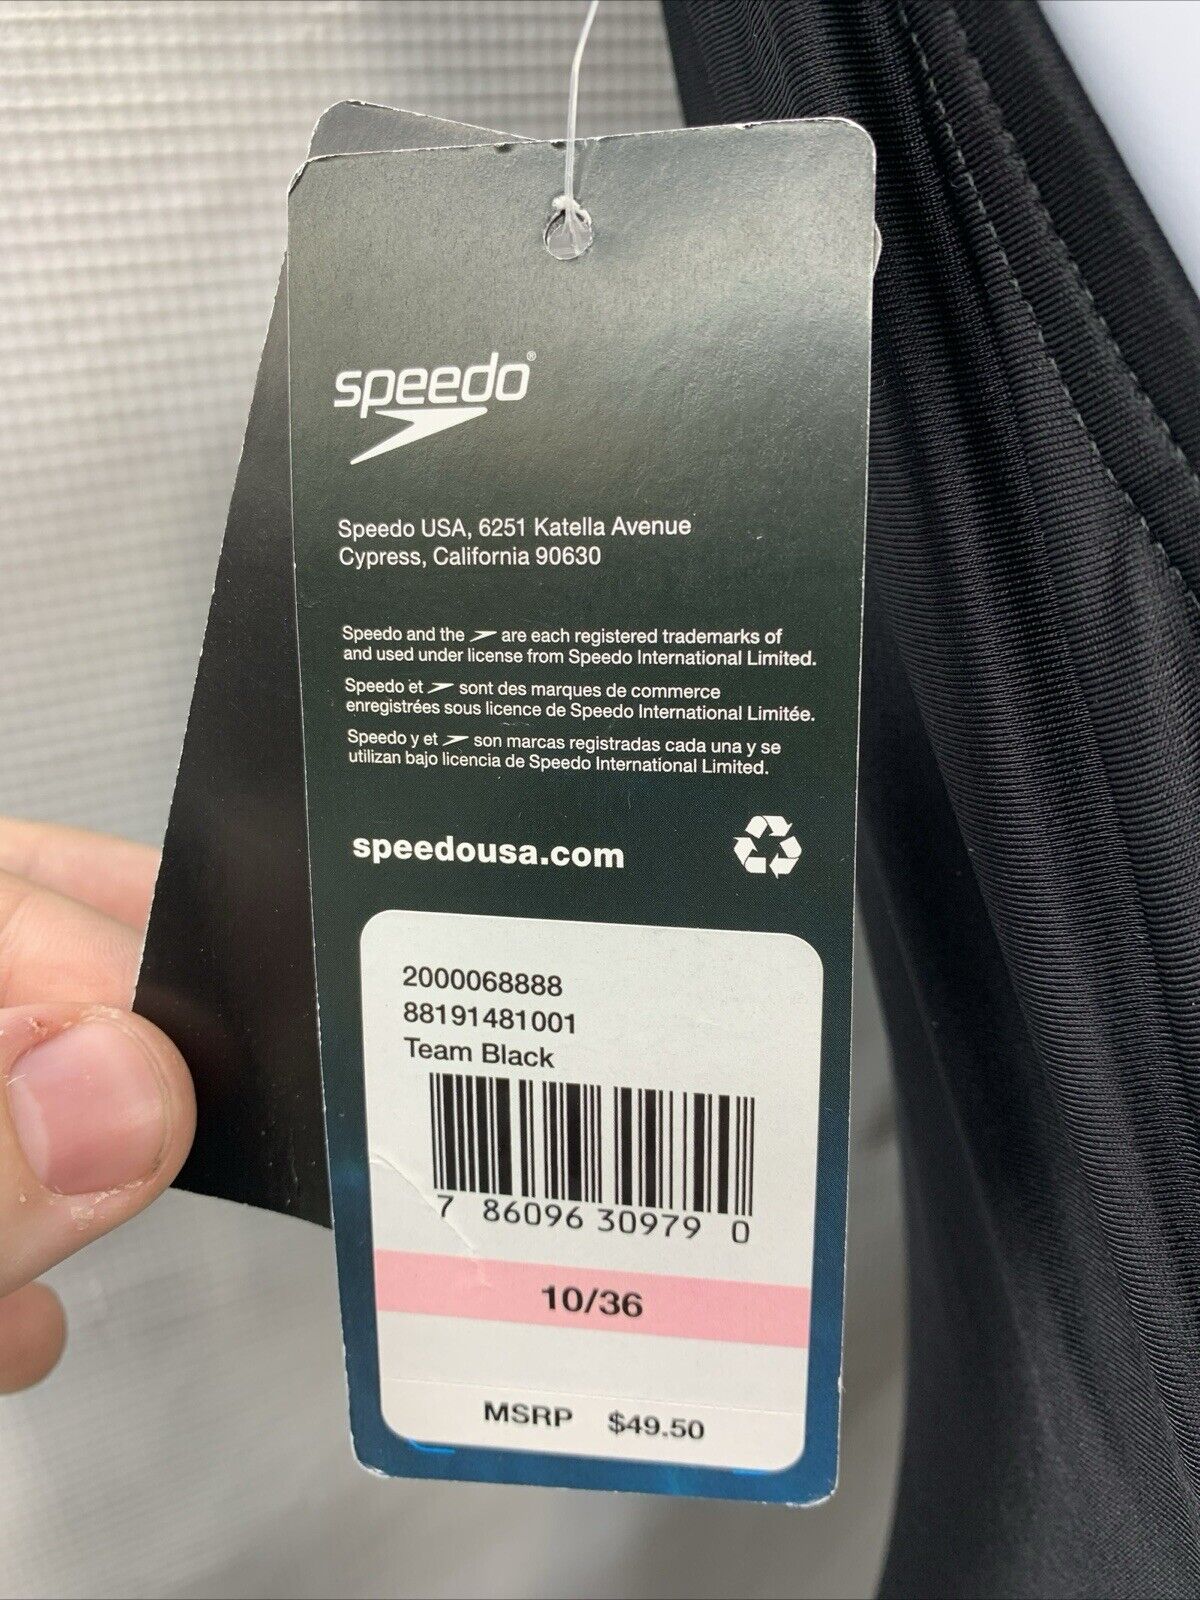 speedo®
Speedo USA, 6251 Katella Avenue
Cypress, California 90630
Speedo and the are each registered trademarks of
and used under license from Speedo International Limited.
Speedo et sont des marques de commerce
enregistrées sous licence de Speedo International Limitée.
Speedo y et son marcas registradas cada una y se
utilizan bajo licencia de Speedo International Limited.
speedousa.com
2000068888
88191481001
Team Black
7 86096 30979 0
10/36
MSRP $49.50